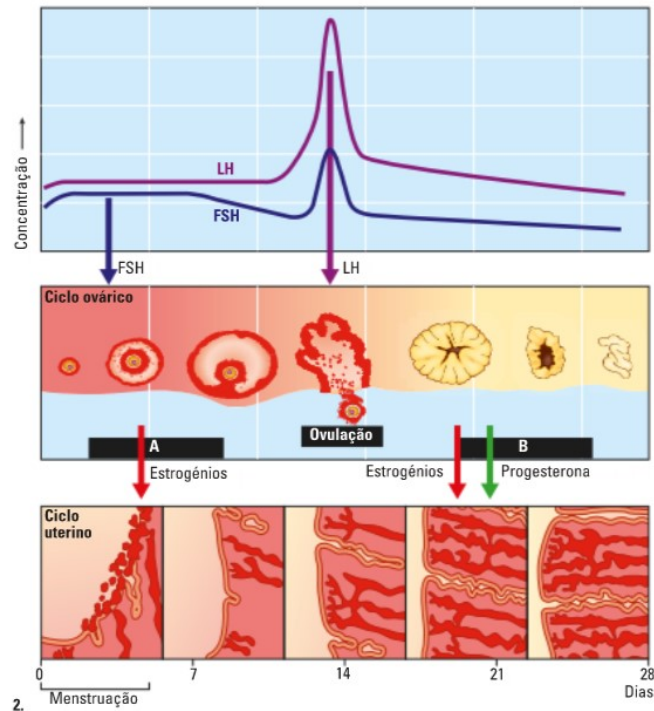 Concentração
LH
FSH
FSH
LH
Ciclo ovárico
A
Ovulação
B
Estrogénios
Estrogénios
Progesterona
Ciclo
uterino
0
7
14
21
28
Dias
Menstruação
2.